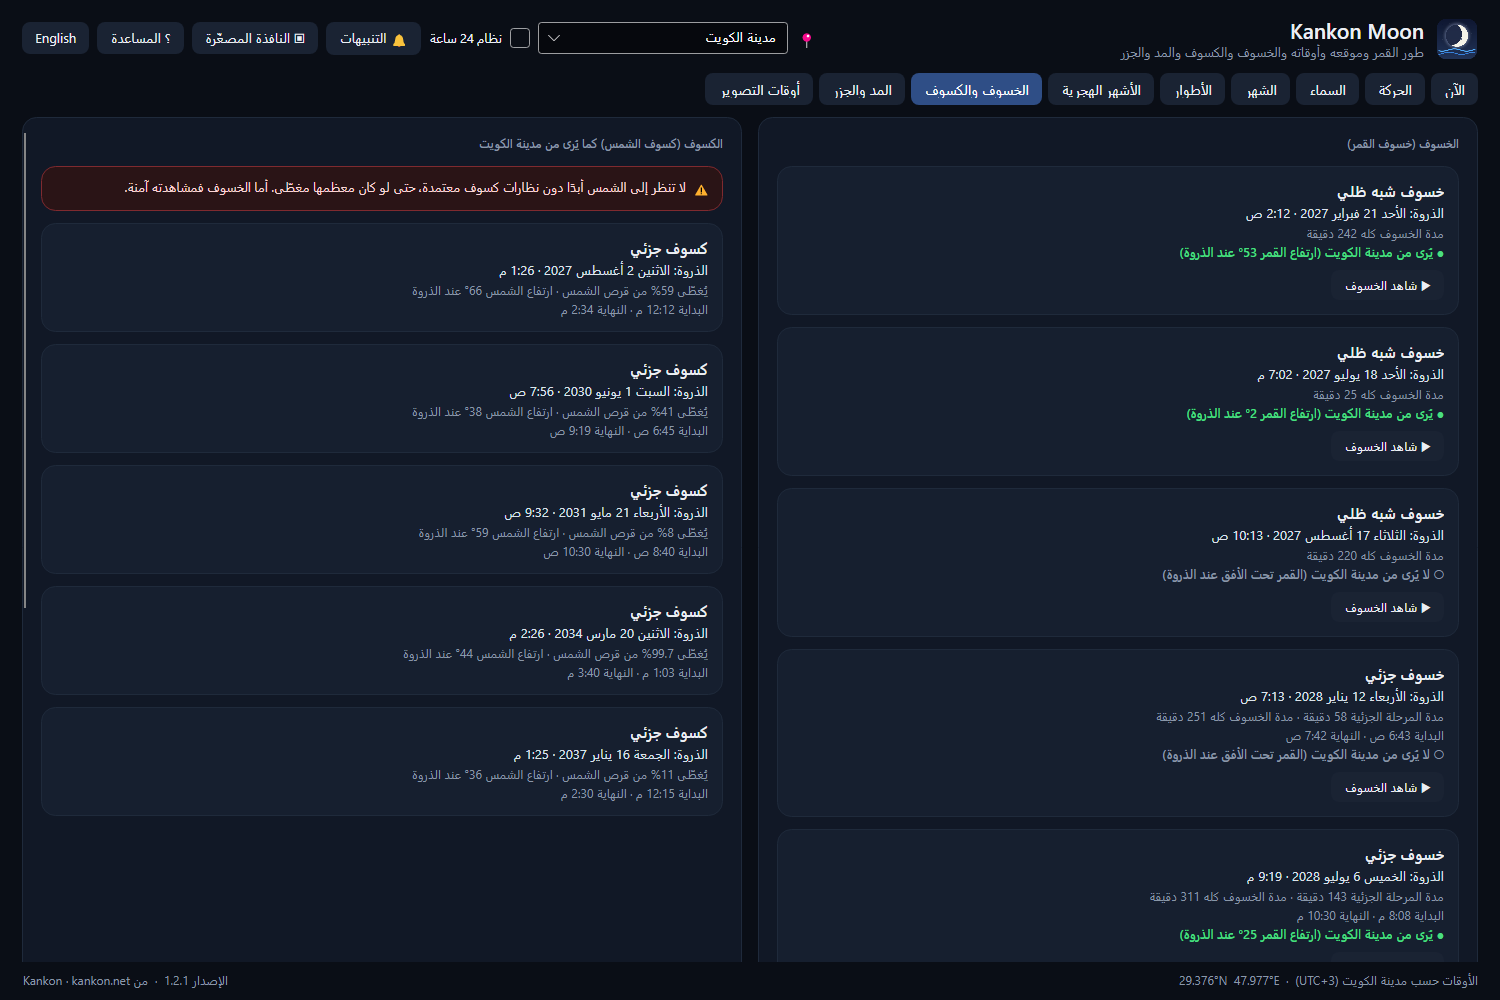 Kankon Moon
طور القمر وموقعه وأوقاته والخسوف والكسوف والمد والجزر
مدينة الكويت
نظام 24 ساعة
التنبيهات
النافذة المصغّرة
؟ المساعدة
English
الآن
الحركة
السماء
الشهر
الأطوار
الأشهر الهجرية
الخسوف والكسوف
المد والجزر
أوقات التصوير
الخسوف (خسوف القمر)
خسوف شبه ظلي
الذروة: الأحد 21 فبراير 2027 · 2:12 ص
مدة الخسوف كله 242 دقيقة
● يُرى من مدينة الكويت (ارتفاع القمر 53° عند الذروة)
▶ شاهد الخسوف
خسوف شبه ظلي
الذروة: الأحد 18 يوليو 2027 · 7:02 م
مدة الخسوف كله 25 دقيقة
● يُرى من مدينة الكويت (ارتفاع القمر 2° عند الذروة)
▶ شاهد الخسوف
خسوف شبه ظلي
الذروة: الثلاثاء 17 أغسطس 2027 · 10:13 ص
مدة الخسوف كله 220 دقيقة
○ لا يُرى من مدينة الكويت (القمر تحت الأفق عند الذروة)
▶ شاهد الخسوف
خسوف جزئي
الذروة: الأربعاء 12 يناير 2028 · 7:13 ص
مدة المرحلة الجزئية 58 دقيقة · مدة الخسوف كله 251 دقيقة
البداية 6:43 ص · النهاية 7:42 ص
○ لا يُرى من مدينة الكويت (القمر تحت الأفق عند الذروة)
▶ شاهد الخسوف
خسوف جزئي
الذروة: الخميس 6 يوليو 2028 · 9:19 م
مدة المرحلة الجزئية 143 دقيقة · مدة الخسوف كله 311 دقيقة
البداية 8:08 م · النهاية 10:30 م
● يُرى من مدينة الكويت (ارتفاع القمر 25° عند الذروة)
الكسوف (كسوف الشمس) كما يُرى من مدينة الكويت
لا تنظر إلى الشمس أبدًا دون نظارات كسوف معتمدة، حتى لو كان معظمها مغطّى. أما الخسوف فمشاهدته آمنة.
كسوف جزئي
الذروة: الاثنين 2 أغسطس 2027 · 1:26 م
يُغطّى 59% من قرص الشمس · ارتفاع الشمس 66° عند الذروة
البداية 12:12 م · النهاية 2:34 م
كسوف جزئي
الذروة: السبت 1 يونيو 2030 · 7:56 ص
يُغطّى 41% من قرص الشمس · ارتفاع الشمس 38° عند الذروة
البداية 6:45 ص · النهاية 9:19 ص
كسوف جزئي
الذروة: الأربعاء 21 مايو 2031 · 9:32 ص
يُغطّى 8% من قرص الشمس · ارتفاع الشمس 59° عند الذروة
البداية 8:40 ص · النهاية 10:30 ص
كسوف جزئي
الذروة: الاثنين 20 مارس 2034 · 2:26 م
يُغطّى 99.7% من قرص الشمس · ارتفاع الشمس 44° عند الذروة
البداية 1:03 م · النهاية 3:40 م
كسوف جزئي
الذروة: الجمعة 16 يناير 2037 · 1:25 م
يُغطّى 11% من قرص الشمس · ارتفاع الشمس 36° عند الذروة
البداية 12:15 م · النهاية 2:30 م
الأوقات حسب مدينة الكويت (UTC+3) · 29.376°N 47.977°E
الإصدار 1.2.1 · من Kankon · kankon.net